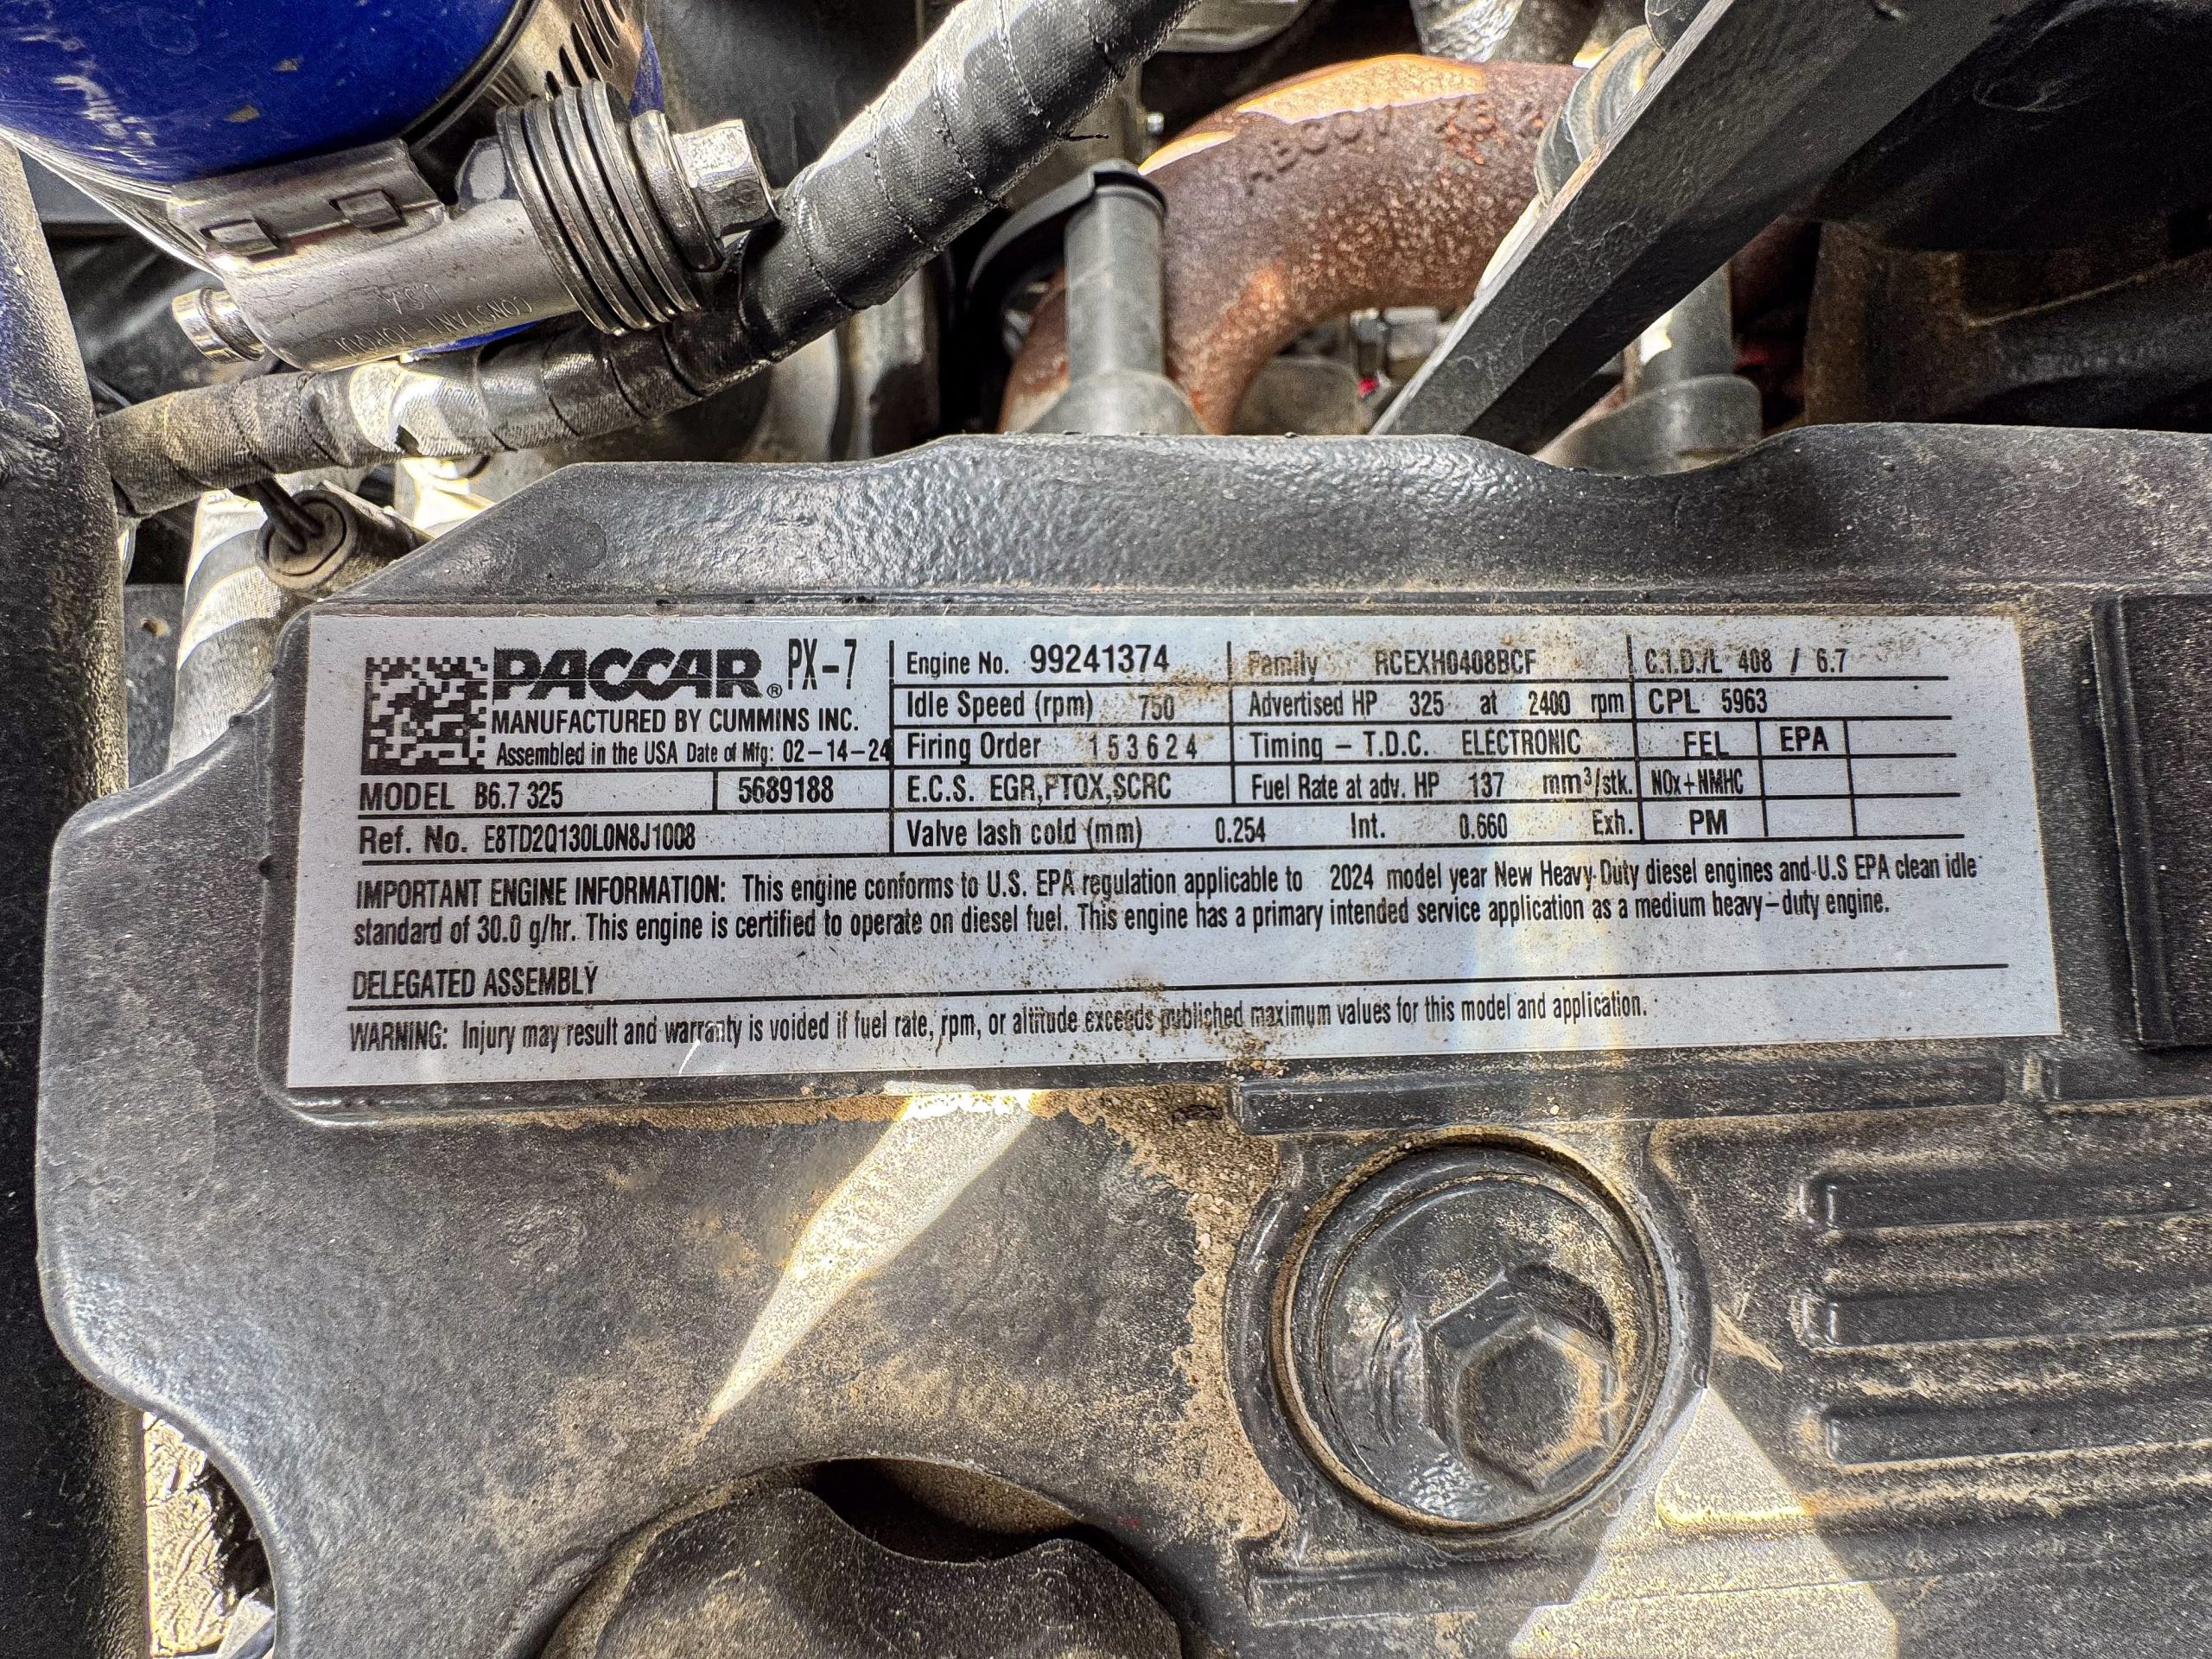 CONSTANT TORQUE
USA
PACCAR® PX-7
MANUFACTURED BY CUMMINS INC.
Assembled in the USA Date of Mfg: 02-14-24
MODEL B6.7 325 5689188
Ref. No. E8TD2Q130L0N8J1008
Engine No. 99241374
Idle Speed (rpm) 750
Firing Order 1 5 3 6 2 4
E.C.S. EGR,PTOX,SCRC
Valve lash cold (mm) 0.254 Int. 0.660 Exh.
Family RCEXH0408BCF
Advertised HP 325 at 2400 rpm
Timing - T.D.C. ELECTRONIC
Fuel Rate at adv. HP 137 mm³/stk.
C.I.D./L 408 / 6.7
CPL 5963
FEL EPA
NOx+NMHC
PM
IMPORTANT ENGINE INFORMATION: This engine conforms to U.S. EPA regulation applicable to 2024 model year New Heavy Duty diesel engines and U.S EPA clean idle
standard of 30.0 g/hr. This engine is certified to operate on diesel fuel. This engine has a primary intended service application as a medium heavy-duty engine.
DELEGATED ASSEMBLY
WARNING: Injury may result and warranty is voided if fuel rate, rpm, or altitude exceeds published maximum values for this model and application.